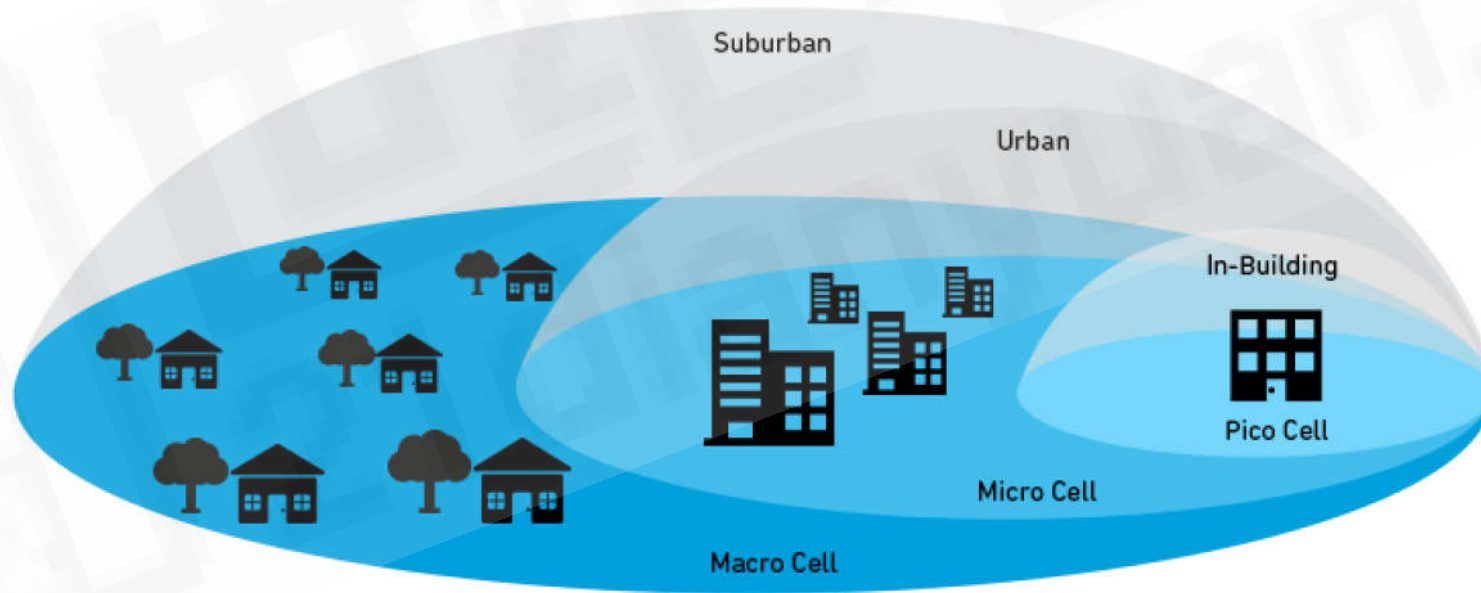 Suburban
Urban
In-Building
Pico Cell
Micro Cell
Macro Cell